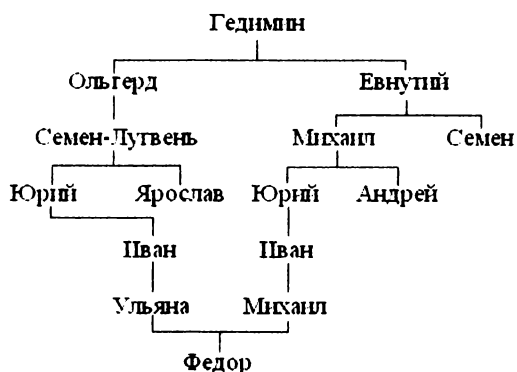 Гедимин
Ольгерд Евнутий
Семен-Лугвень Михаил Семен
Юрий Ярослав Юрий Андрей
Иван Иван
Ульяна Михаил
Федор